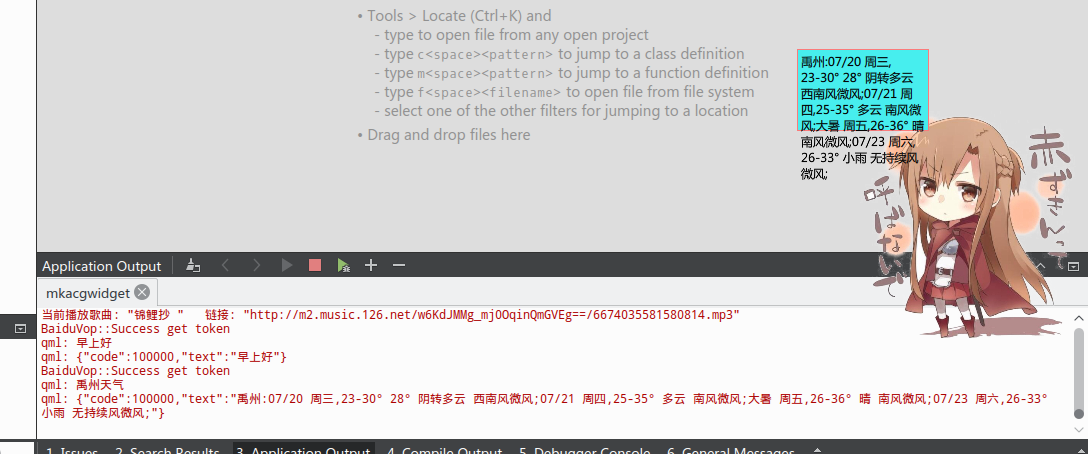 • Tools > Locate (Ctrl+K) and
- type to open file from any open project
- type c<space><pattern> to jump to a class definition
- type m<space><pattern> to jump to a function definition
- type f<space><filename> to open file from file system
- select one of the other filters for jumping to a location
• Drag and drop files here
禹州:07/20 周三,
23-30° 28° 阴转多云
西南风微风;07/21 周
四,25-35° 多云 南风微
风;大暑 周五,26-36° 晴
南风微风;07/23 周六,
26-33° 小雨 无持续风
微风;
赤ずきんって
呼ばないで
Application Output
mkacgwidget
当前播放歌曲: "锦鲤抄 " 链接: "http://m2.music.126.net/w6KdJMMg_mjOOqinQmGVEg==/6674035581580814.mp3"
BaiduVop::Success get token
qml: 早上好
qml: {"code":100000,"text":"早上好"}
BaiduVop::Success get token
qml: 禹州天气
qml: {"code":100000,"text":"禹州:07/20 周三,23-30° 28° 阴转多云 西南风微风;07/21 周四,25-35° 多云 南风微风;大暑 周五,26-36° 晴 南风微风;07/23 周六,26-33°
小雨 无持续风微风;"}
1 Issues 2 Search Results 3 Application Output 4 Compile Output 5 Debugger Console 6 General Messages